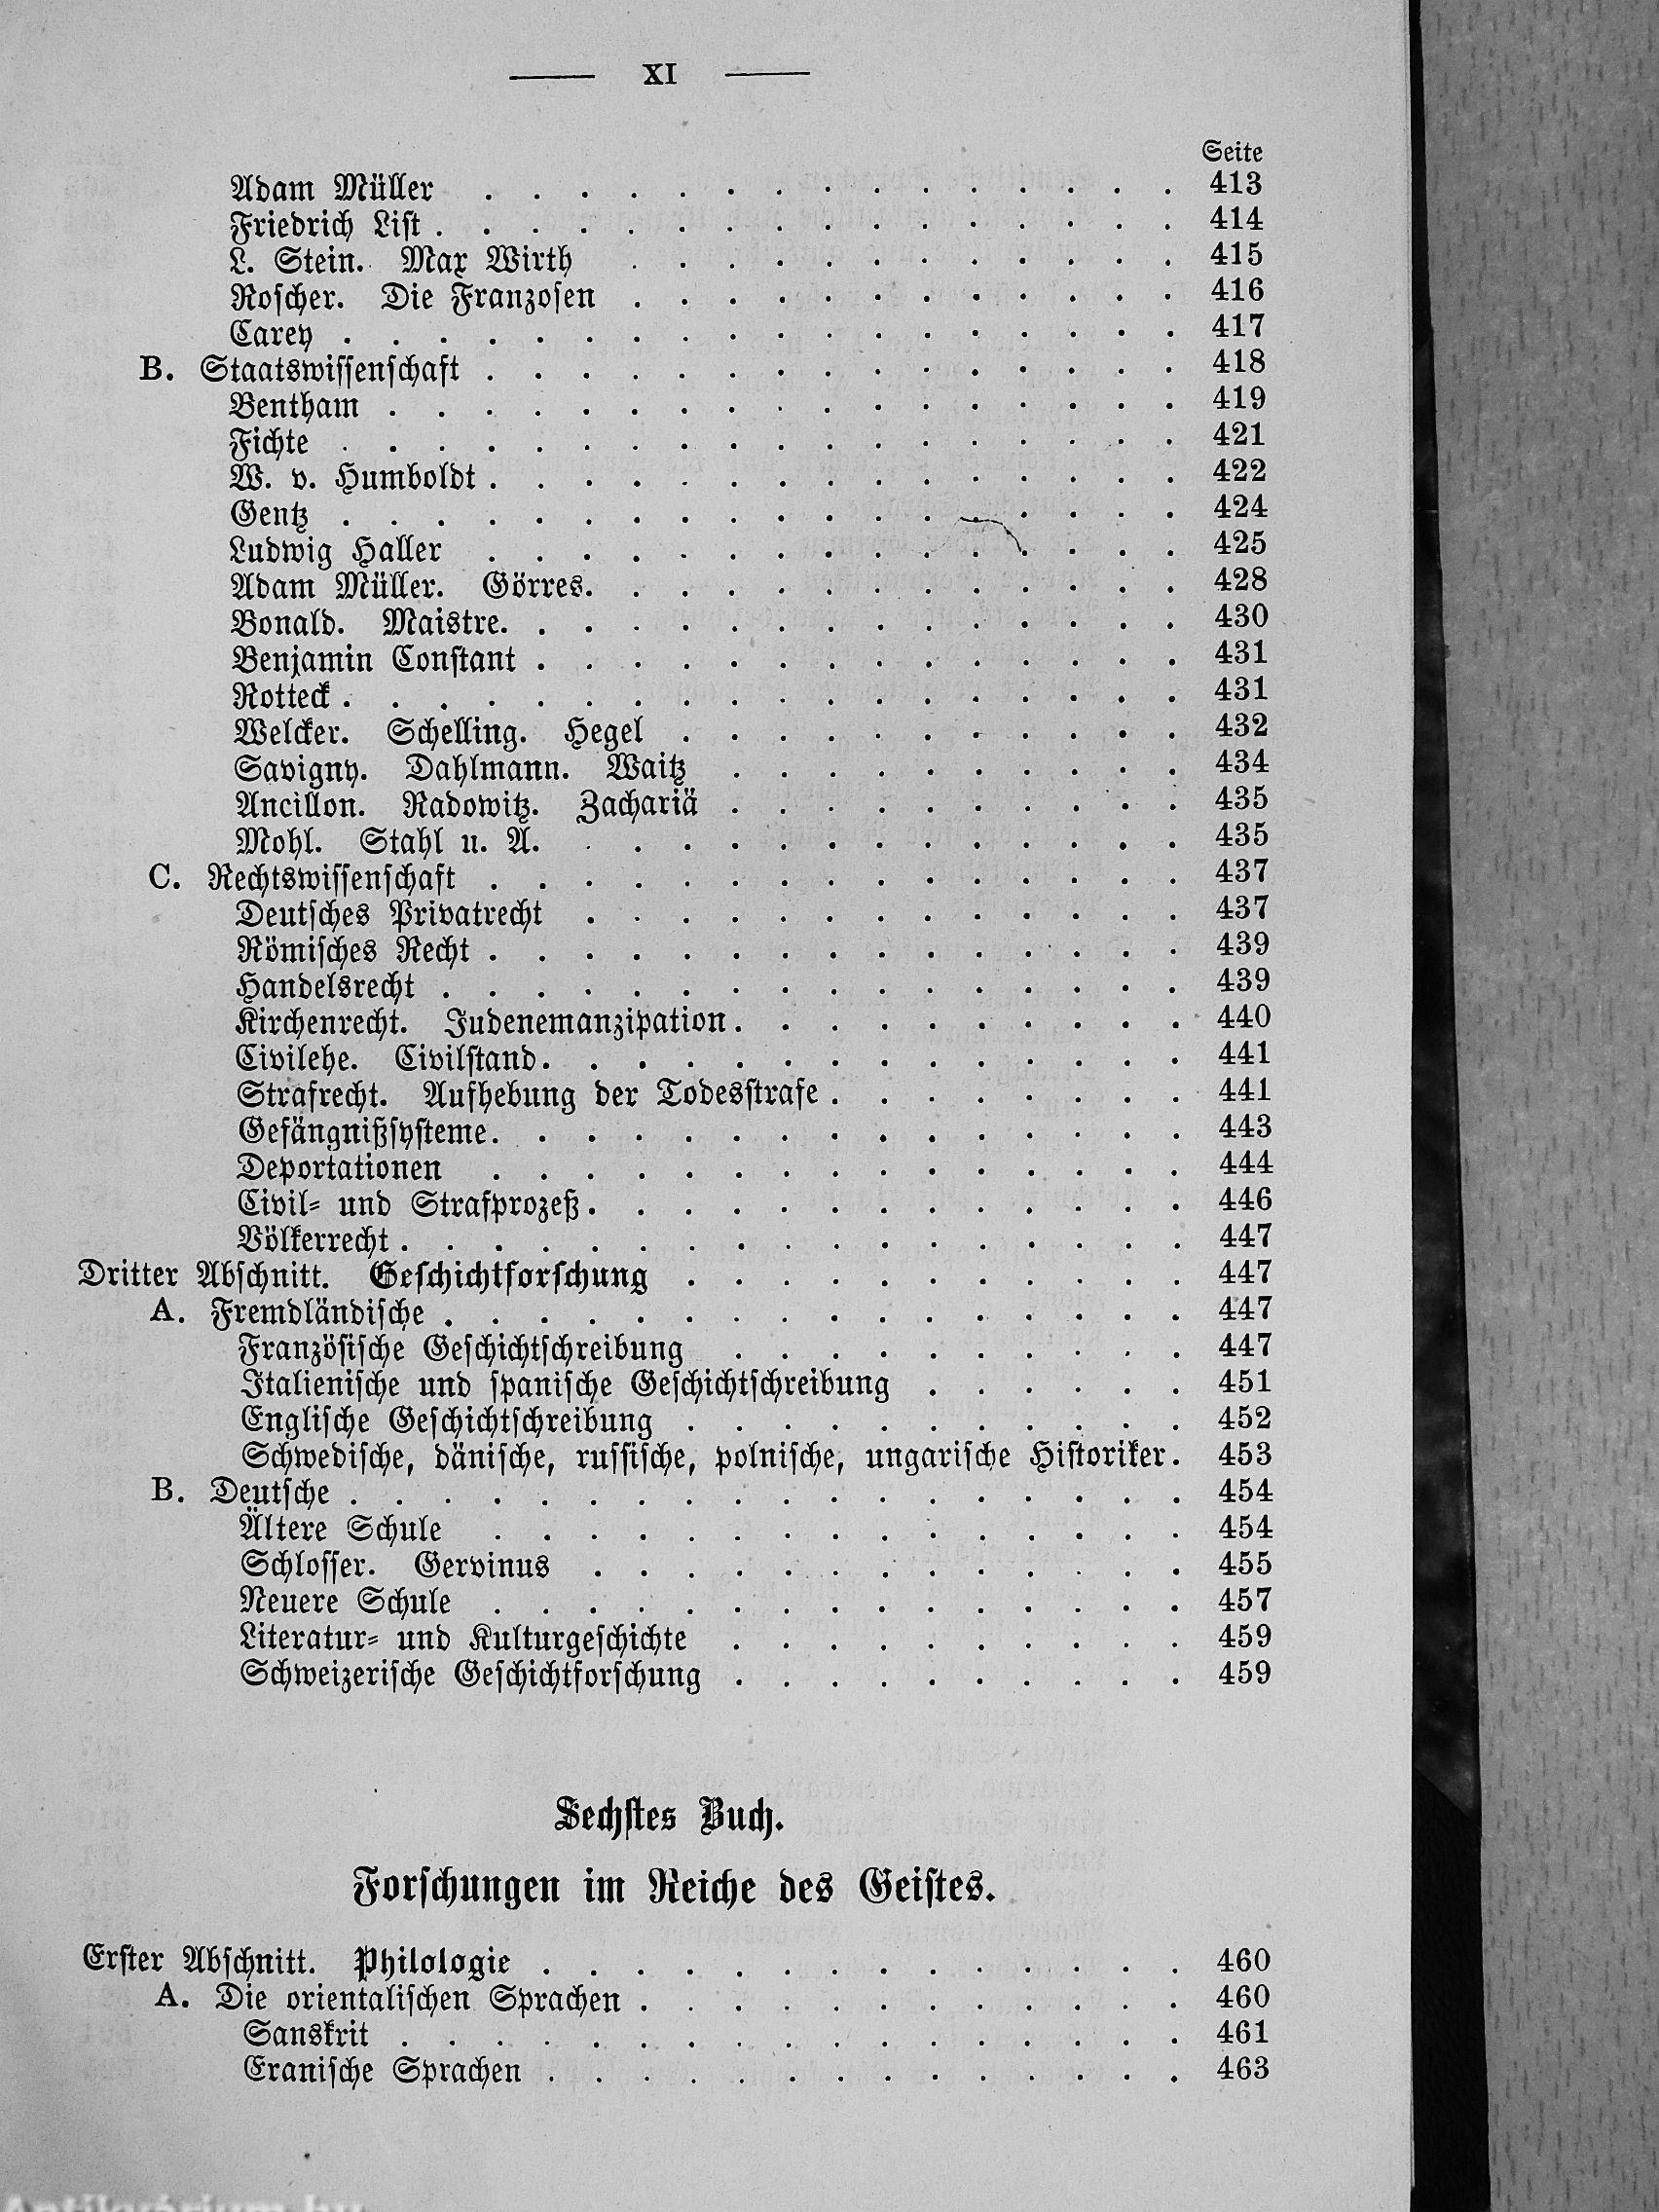 XI
Seite
Adam Müller . . . . . . . . . . . . . . . 413
Friedrich List . . . . . . . . . . . . . . . . 414
L. Stein. Max Wirth . . . . . . . . . . . . 415
Roscher. Die Franzosen . . . . . . . . . . . . 416
Carey . . . . . . . . . . . . . . . . . . 417
B. Staatswissenschaft . . . . . . . . . . . . . . . 418
Bentham . . . . . . . . . . . . . . . . . 419
Fichte . . . . . . . . . . . . . . . . . . 421
W. v. Humboldt . . . . . . . . . . . . . . . 422
Gentz . . . . . . . . . . . . . . . . . . 424
Ludwig Haller . . . . . . . . . . . . . . . 425
Adam Müller. Görres. . . . . . . . . . . . . 428
Bonald. Maistre. . . . . . . . . . . . . . . 430
Benjamin Constant . . . . . . . . . . . . . . 431
Rotteck . . . . . . . . . . . . . . . . . . 431
Welcker. Schelling. Hegel . . . . . . . . . . . 432
Savigny. Dahlmann. Waitz . . . . . . . . . . 434
Ancillon. Radowitz. Zachariä . . . . . . . . . . 435
Mohl. Stahl u. A. . . . . . . . . . . . . . 435
C. Rechtswissenschaft . . . . . . . . . . . . . . . 437
Deutsches Privatrecht . . . . . . . . . . . . . 437
Römisches Recht . . . . . . . . . . . . . . . 439
Handelsrecht . . . . . . . . . . . . . . . . 439
Kirchenrecht. Judenemanzipation . . . . . . . . . . 440
Civilehe. Civilstand . . . . . . . . . . . . . . 441
Strafrecht. Aufhebung der Todesstrafe . . . . . . . . 441
Gefängnißsysteme . . . . . . . . . . . . . . . 443
Deportationen . . . . . . . . . . . . . . . 444
Civil- und Strafprozeß . . . . . . . . . . . . . 446
Völkerrecht . . . . . . . . . . . . . . . . . 447
Dritter Abschnitt. Geschichtforschung . . . . . . . . . . . 447
A. Fremdländische . . . . . . . . . . . . . . . . 447
Französische Geschichtschreibung . . . . . . . . . . 447
Italienische und spanische Geschichtschreibung . . . . . . 451
Englische Geschichtschreibung . . . . . . . . . . . 452
Schwedische, dänische, russische, polnische, ungarische Historiker . 453
B. Deutsche . . . . . . . . . . . . . . . . . . 454
Ältere Schule . . . . . . . . . . . . . . . 454
Schlosser. Gervinus . . . . . . . . . . . . . 455
Neuere Schule . . . . . . . . . . . . . . . 457
Literatur- und Kulturgeschichte . . . . . . . . . . 459
Schweizerische Geschichtforschung . . . . . . . . . . 459
Sechstes Buch.
Forschungen im Reiche des Geistes.
Erster Abschnitt. Philologie . . . . . . . . . . . . . . 460
A. Die orientalischen Sprachen . . . . . . . . . . . . 460
Sanskrit . . . . . . . . . . . . . . . . . 461
Eranische Sprachen . . . . . . . . . . . . . . 463
Antikvárium.hu